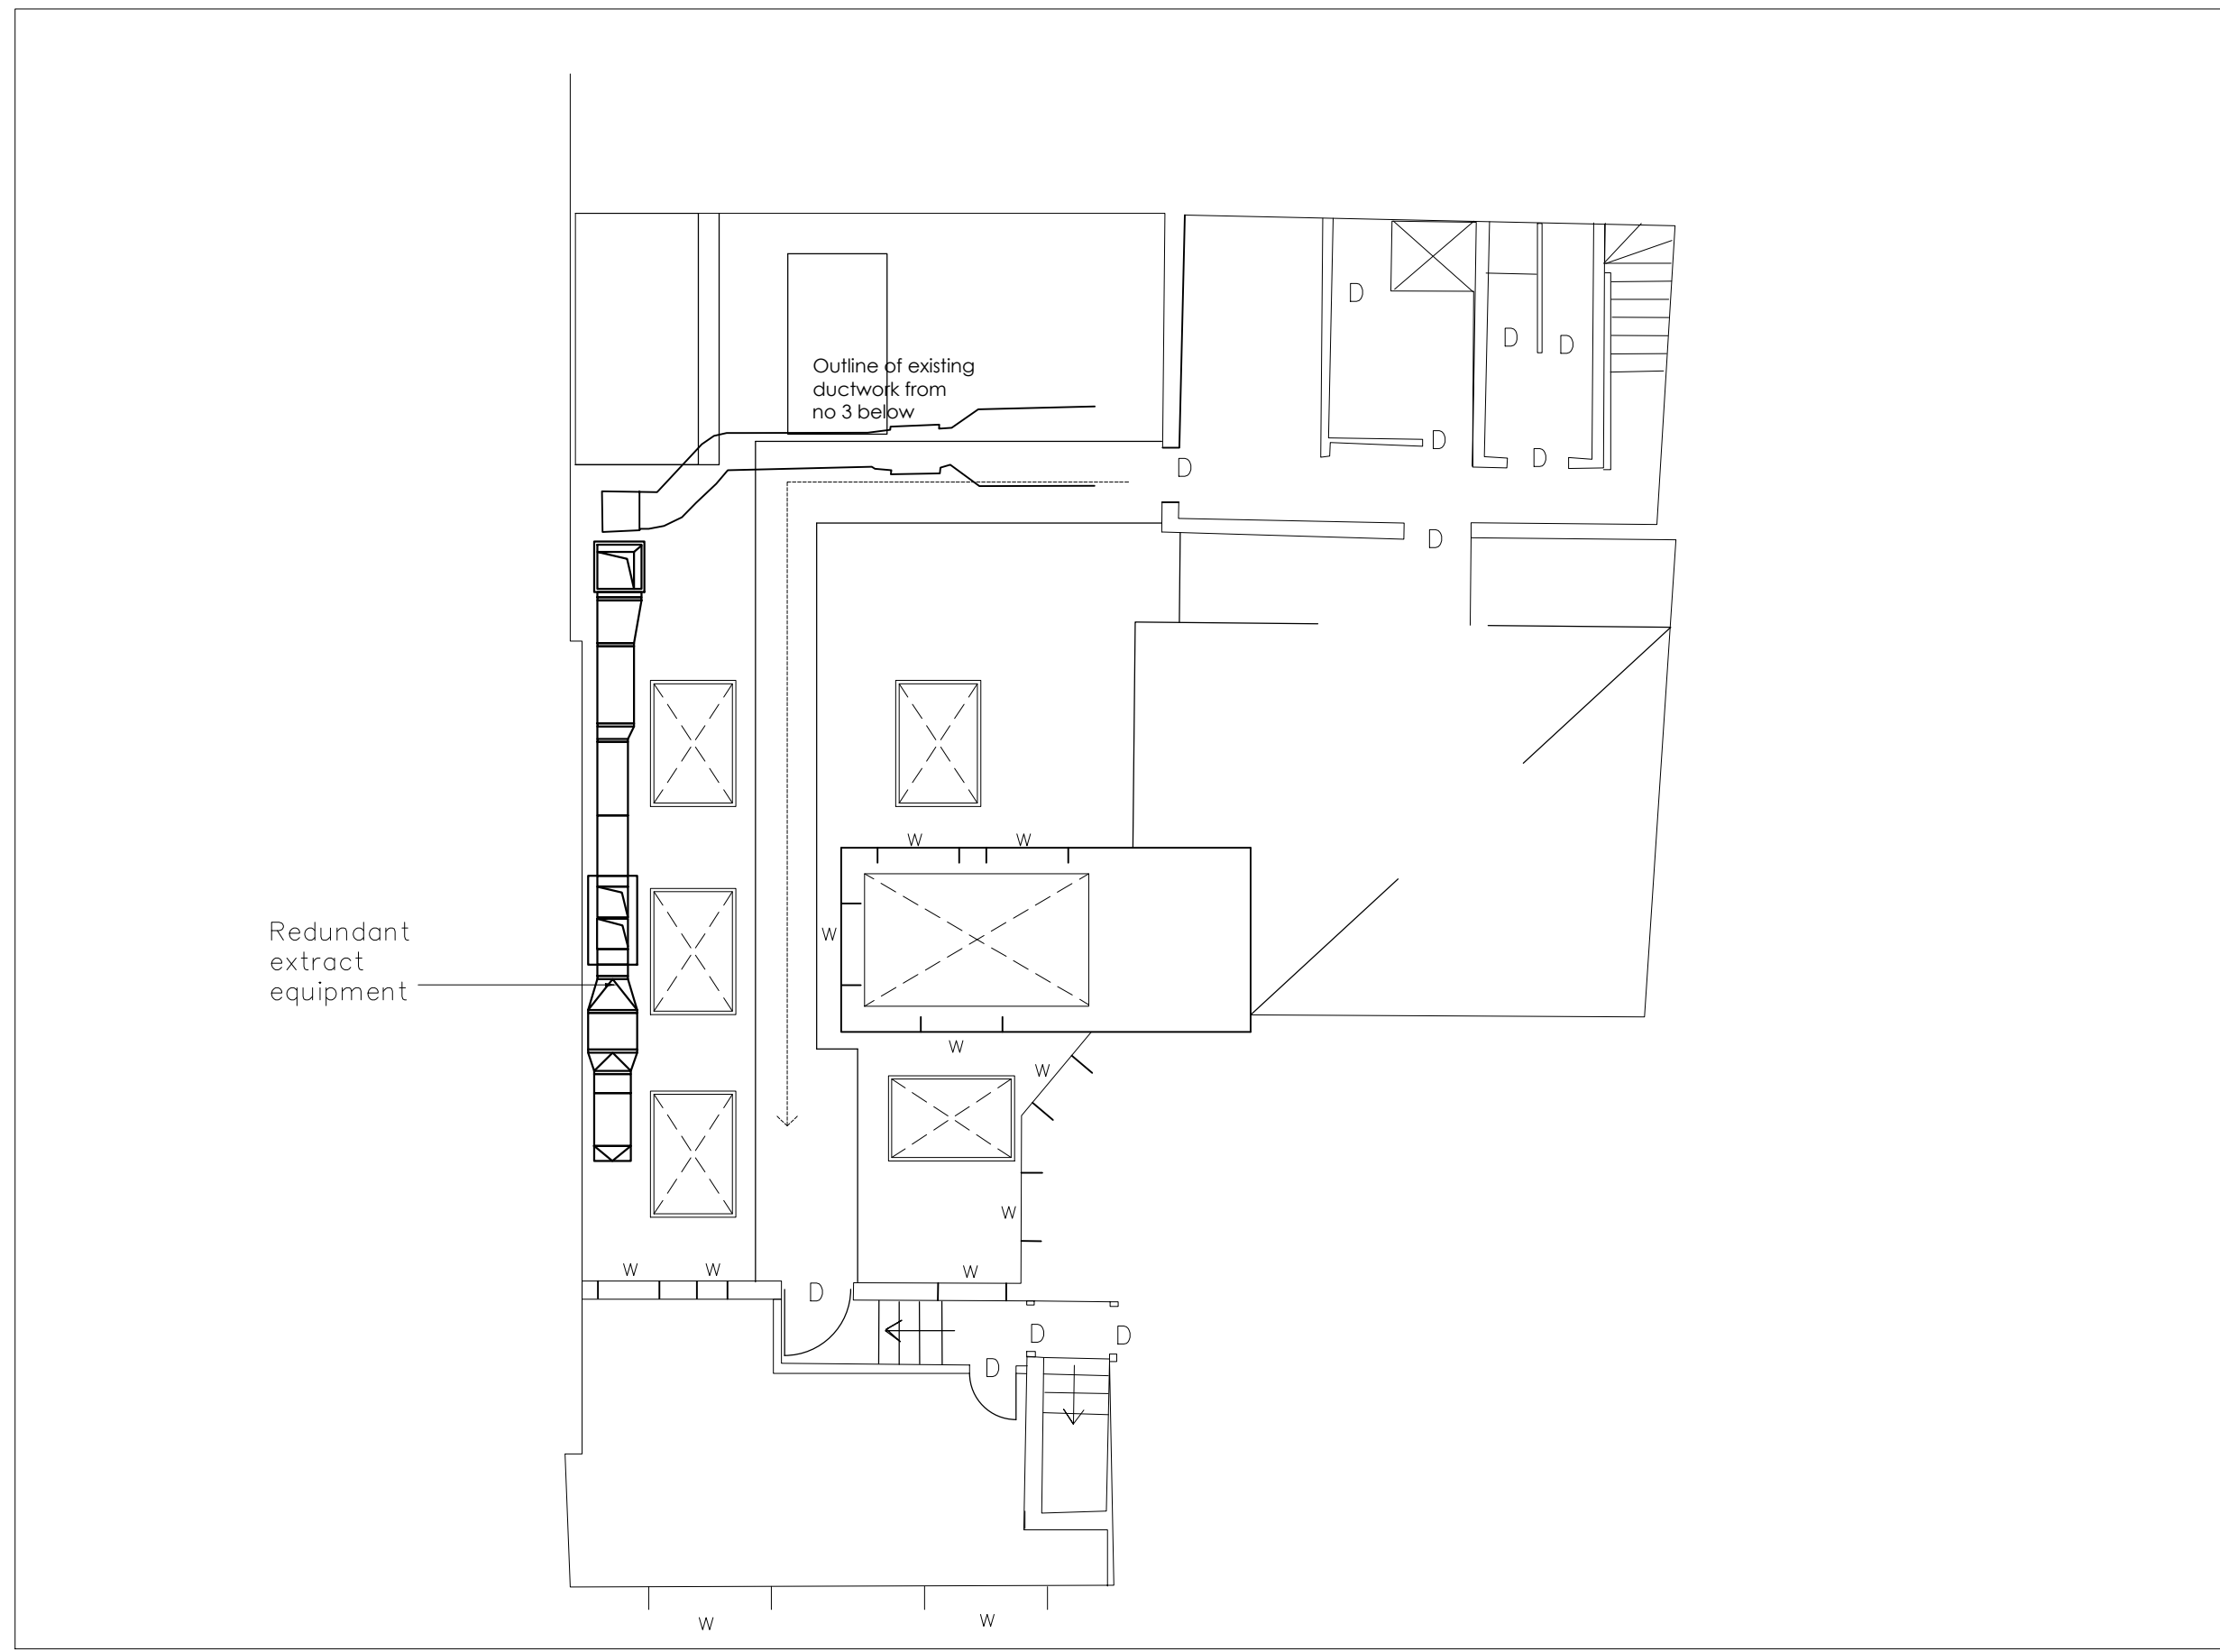 D
Outline of existing
ductwork from
no 3 below
D
D
D
D
D
D
W
W
Redundant
extract
equipment
W
W
W
W
W
W
W
D
D
D
D
W
W